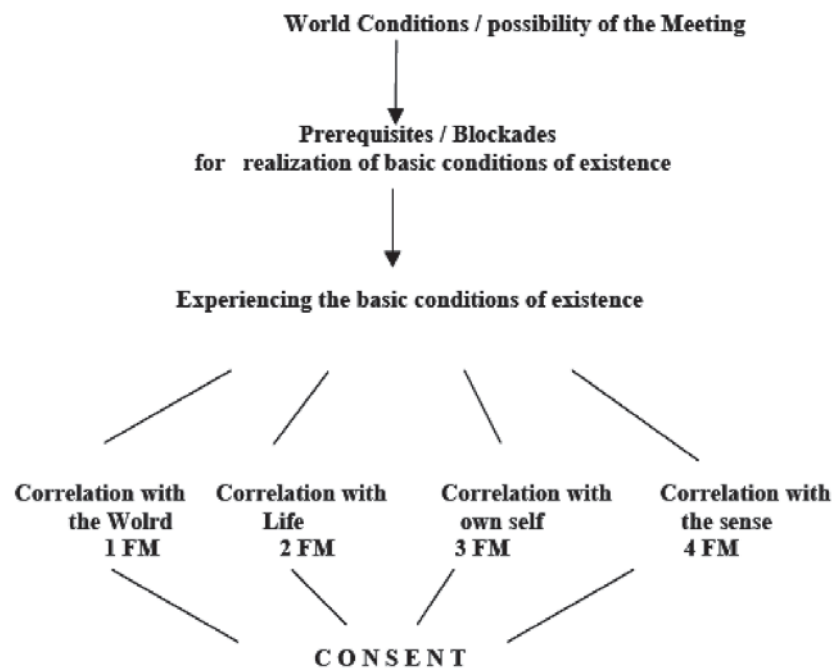 World Conditions / possibility of the Meeting
Prerequisites / Blockades
for realization of basic conditions of existence
Experiencing the basic conditions of existence
Correlation with
the Wolrd
1 FM
Correlation with
Life
2 FM
Correlation with
own self
3 FM
Correlation with
the sense
4 FM
C O N S E N T